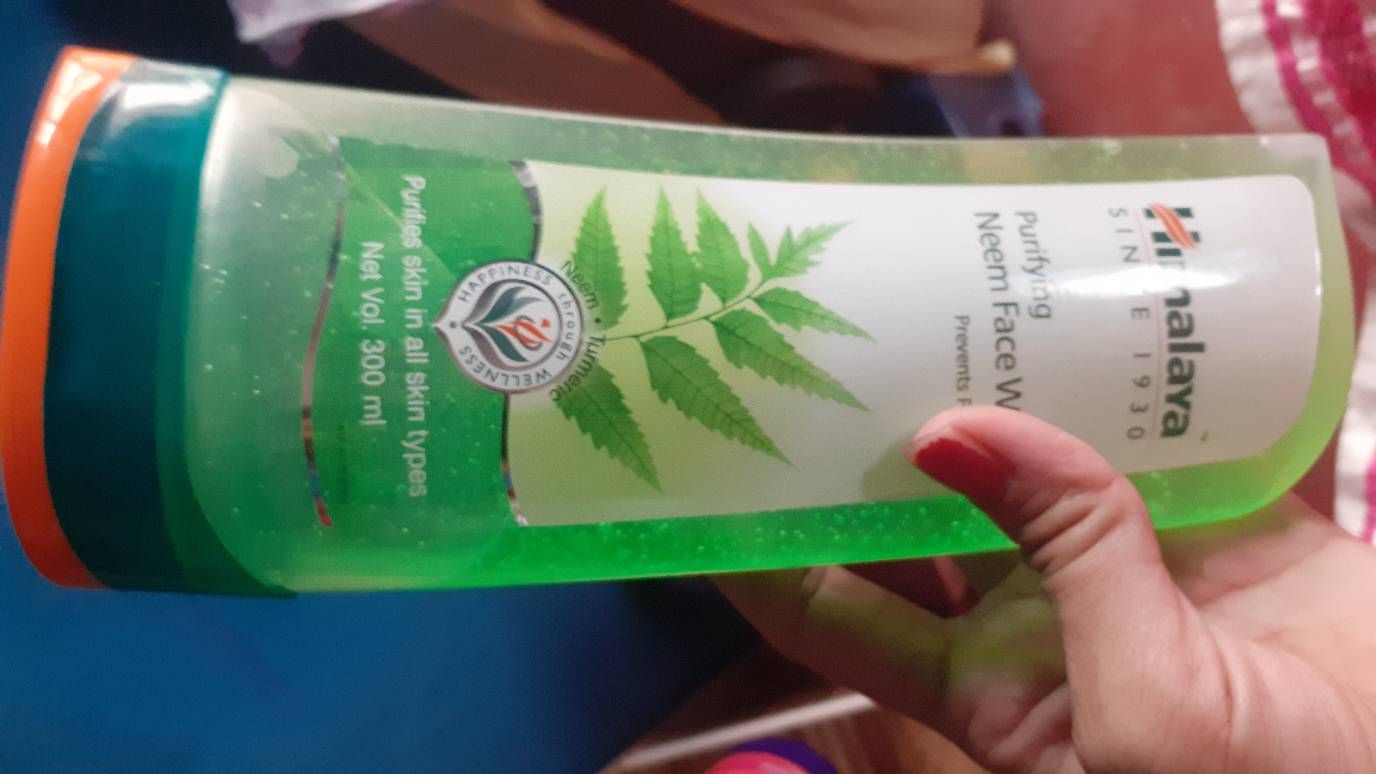 Himalaya
SINCE 1930
Purifying
Neem Face W
Prevents
Neem • Turmeric
HAPPINESS through WELLNESS
Purifies skin in all skin types
Net Vol. 300 ml